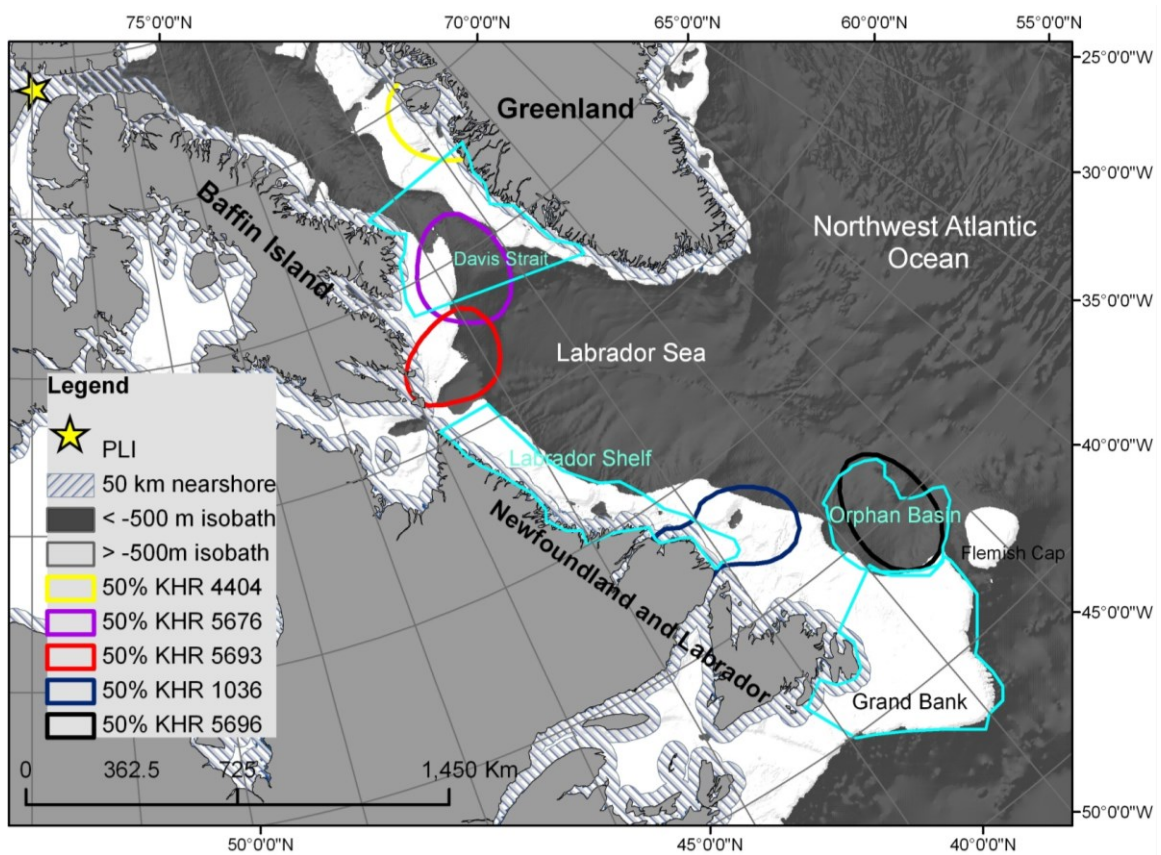 75°0'0"W
70°0'0"W
65°0'0"W
60°0'0"W
55°0'0"W
25°0'0"W
Greenland
30°0'0"W
Baffin Island
Northwest Atlantic
Ocean
Davis Strait
35°0'0"W
Labrador Sea
Legend
PLI
50 km nearshore
< -500 m isobath
> -500m isobath
50% KHR 4404
50% KHR 5676
50% KHR 5693
50% KHR 1036
50% KHR 5696
40°0'0"W
Labrador Shelf
Orphan Basin
Flemish Cap
Newfoundland and Labrador
45°0'0"W
Grand Bank
0
362.5
725
1,450 Km
50°0'0"W
50°0'0"N
45°0'0"N
40°0'0"N